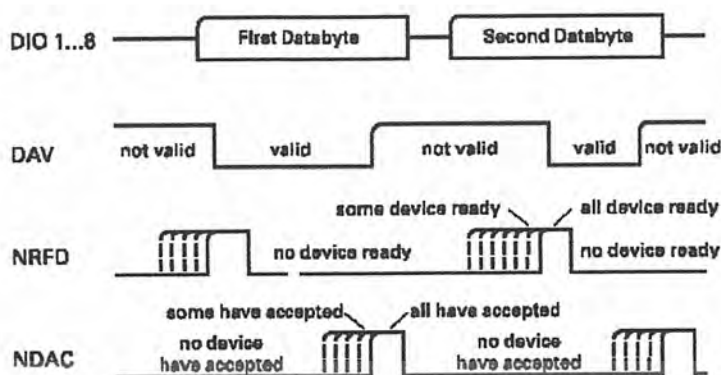 DIO 1...8
First Databyte
Second Databyte
DAV
not valid
valid
not valid
valid
not valid
some device ready
all device ready
NRFD
no device ready
no device ready
some have accepted
all have accepted
NDAC
no device
have accepted
no device
have accepted